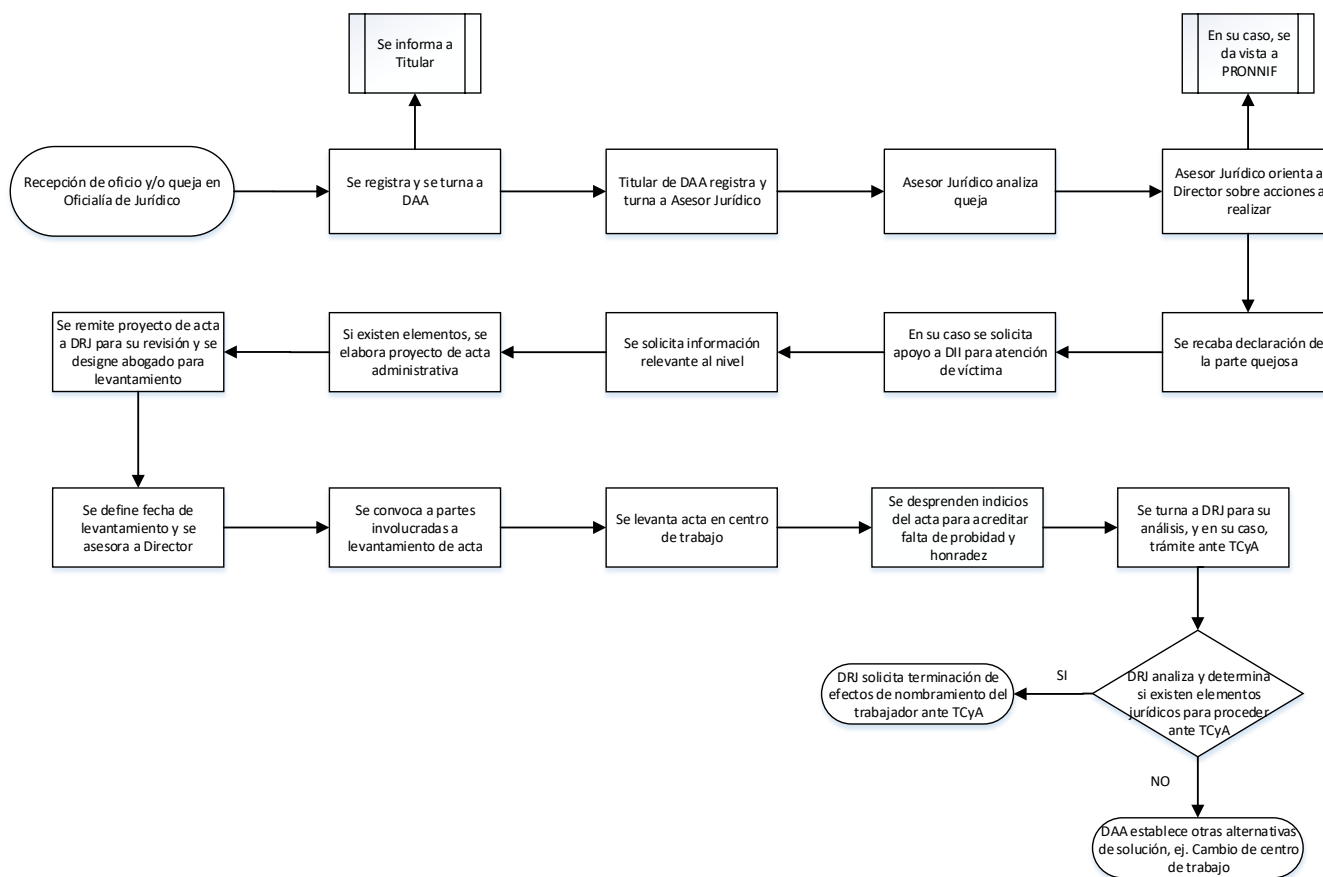 Se informa a
Titular
En su caso, se
da vista a
PRONNIF
Recepción de oficio y/o queja en
Oficialía de Jurídico
Se registra y se turna a
DAA
Titular de DAA registra y
turna a Asesor Jurídico
Asesor Jurídico analiza
queja
Asesor Jurídico orienta a
Director sobre acciones a
realizar
Se remite proyecto de acta
a DRJ para su revisión y se
designe abogado para
levantamiento
Si existen elementos, se
elabora proyecto de acta
administrativa
Se solicita información
relevante al nivel
En su caso se solicita
apoyo a DII para atención
de víctima
Se recaba declaración de
la parte quejosa
Se define fecha de
levantamiento y se
asesora a Director
Se convoca a partes
involucradas a
levantamiento de acta
Se levanta acta en centro
de trabajo
Se desprenden indicios
del acta para acreditar
falta de probidad y
honradez
Se turna a DRJ para su
análisis, y en su caso,
trámite ante TCyA
DRJ solicita terminación de
efectos de nombramiento del
trabajador ante TCyA
SI
DRJ analiza y determina
si existen elementos
jurídicos para proceder
ante TCyA
NO
DAA establece otras alternativas
de solución, ej. Cambio de centro
de trabajo